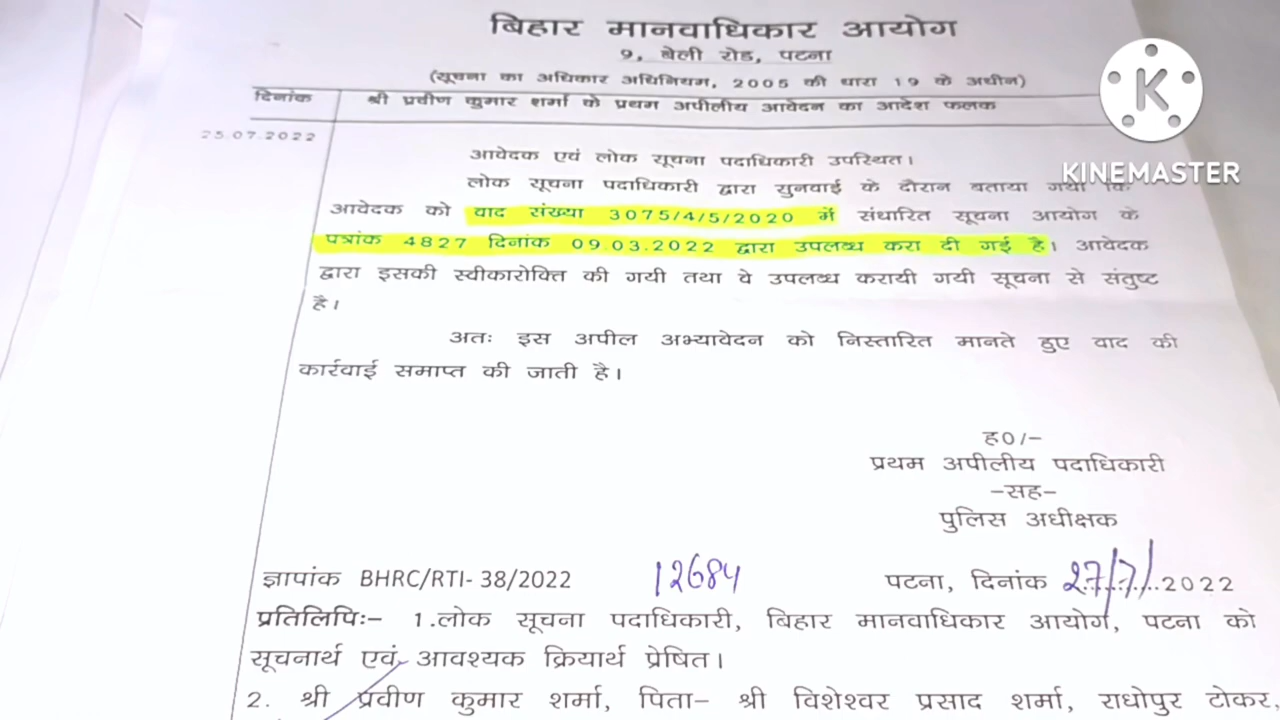 बिहार मानवाधिकार आयोग
9, बेली रोड, पटना
(सूचना का अधिकार अधिनियम, 2005 की धारा 19 के अधीन)
दिनांक श्री प्रवीण कुमार शर्मा के प्रथम अपीलीय आवेदन का आदेश फलक
25.07.2022
आवेदक एवं लोक सूचना पदाधिकारी उपस्थित।
लोक सूचना पदाधिकारी द्वारा सुनवाई के दौरान बताया गया कि
आवेदक को वाद संख्या 3075/4/5/2020 में संधारित सूचना आयोग के
पत्रांक 4827 दिनांक 09.03.2022 द्वारा उपलब्ध करा दी गई है। आवेदक
द्वारा इसकी स्वीकारोक्ति की गयी तथा वे उपलब्ध करायी गयी सूचना से संतुष्ट
है।
अतः इस अपील अभ्यावेदन को निस्तारित मानते हुए वाद की
कार्रवाई समाप्त की जाती है।
ह0/-
प्रथम अपीलीय पदाधिकारी
-सह-
पुलिस अधीक्षक
ज्ञापांक BHRC/RTI- 38/2022 12684 पटना, दिनांक 27/7/2022
प्रतिलिपिः- 1.लोक सूचना पदाधिकारी, बिहार मानवाधिकार आयोग, पटना को
सूचनार्थ एवं आवश्यक क्रियार्थ प्रेषित।
2. श्री प्रवीण कुमार शर्मा, पिता- श्री विशेश्वर प्रसाद शर्मा, राधोपुर टोकर,
K
KINEMASTER